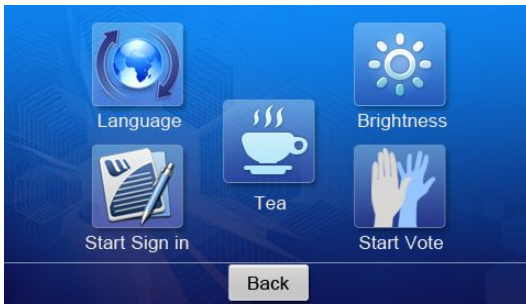 Language
Brightness
Tea
Start Sign in
Start Vote
Back